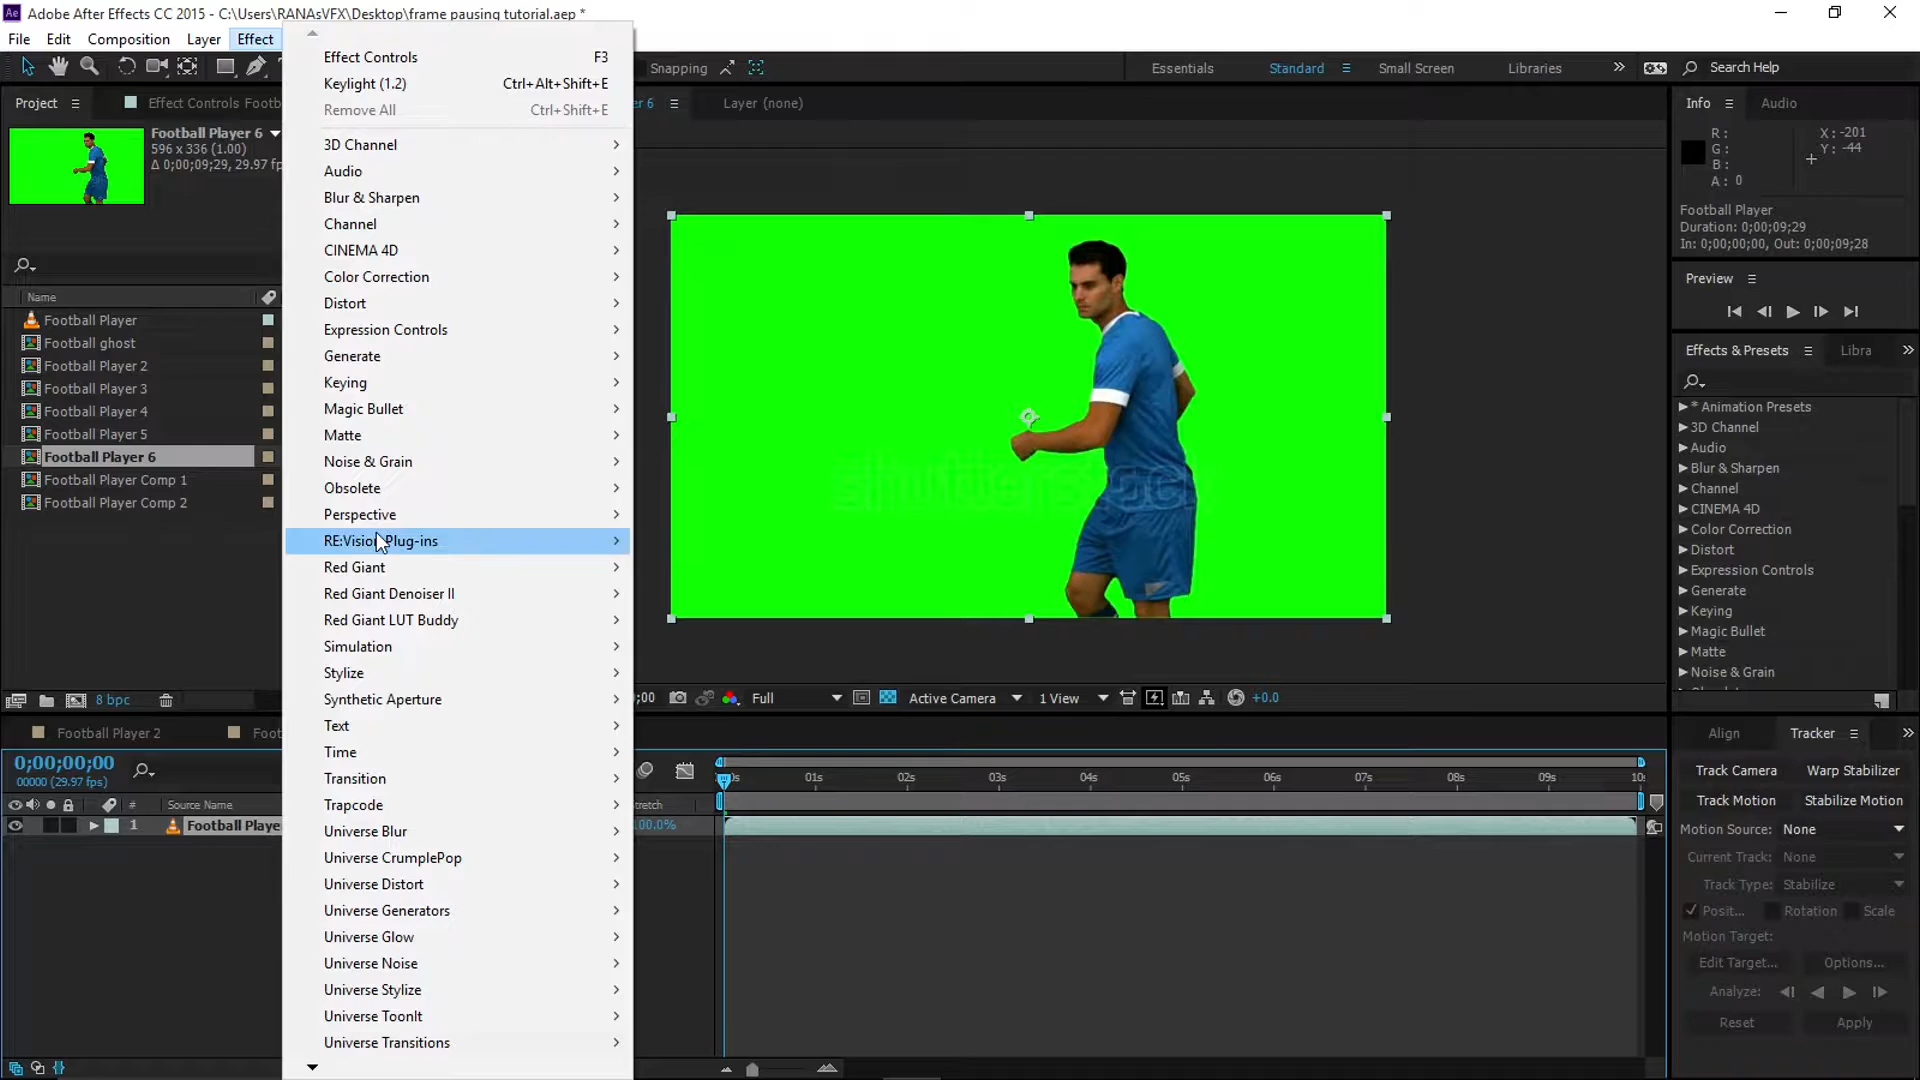 Adobe After Effects CC 2015 - C:\Users\RANAsVFX\Desktop\frame pausing tutorial.aep *
File Edit Composition Layer Effect
Snapping
Essentials Standard Small Screen Libraries Search Help
Project Effect Controls Footb
Football Player 6
596 x 336 (1.00)
Δ 0;00;09;29, 29.97 f
Name
Football Player
Football ghost
Football Player 2
Football Player 3
Football Player 4
Football Player 5
Football Player 6
Football Player Comp 1
Football Player Comp 2
8 bpc
Effect Controls F3
Keylight (1.2) Ctrl+Alt+Shift+E
Remove All Ctrl+Shift+E
3D Channel
Audio
Blur & Sharpen
Channel
CINEMA 4D
Color Correction
Distort
Expression Controls
Generate
Keying
Magic Bullet
Matte
Noise & Grain
Obsolete
Perspective
RE:Vision Plug-ins
Red Giant
Red Giant Denoiser II
Red Giant LUT Buddy
Simulation
Stylize
Synthetic Aperture
Text
Time
Transition
Trapcode
Universe Blur
Universe CrumplePop
Universe Distort
Universe Generators
Universe Glow
Universe Noise
Universe Stylize
Universe ToonIt
Universe Transitions
6 Layer (none)
shutterstock
;00 Full Active Camera 1 View +0.0
Info Audio
R: X: -201
G: Y: -44
B:
A: 0
Football Player
Duration: 0;00;09;29
In: 0;00;00;00, Out: 0;00;09;28
Preview
Effects & Presets Libra
* Animation Presets
3D Channel
Audio
Blur & Sharpen
Channel
CINEMA 4D
Color Correction
Distort
Expression Controls
Generate
Keying
Magic Bullet
Matte
Noise & Grain
Football Player 2 Foot
0;00;00;00
00000 (29.97 fps)
# Source Name tretch
1 Football Playe 100.0%
0s 01s 02s 03s 04s 05s 06s 07s 08s 09s 10
Align Tracker
Track Camera Warp Stabilizer
Track Motion Stabilize Motion
Motion Source: None
Current Track: None
Track Type: Stabilize
Posit... Rotation Scale
Motion Target:
Edit Target... Options...
Analyze:
Reset Apply